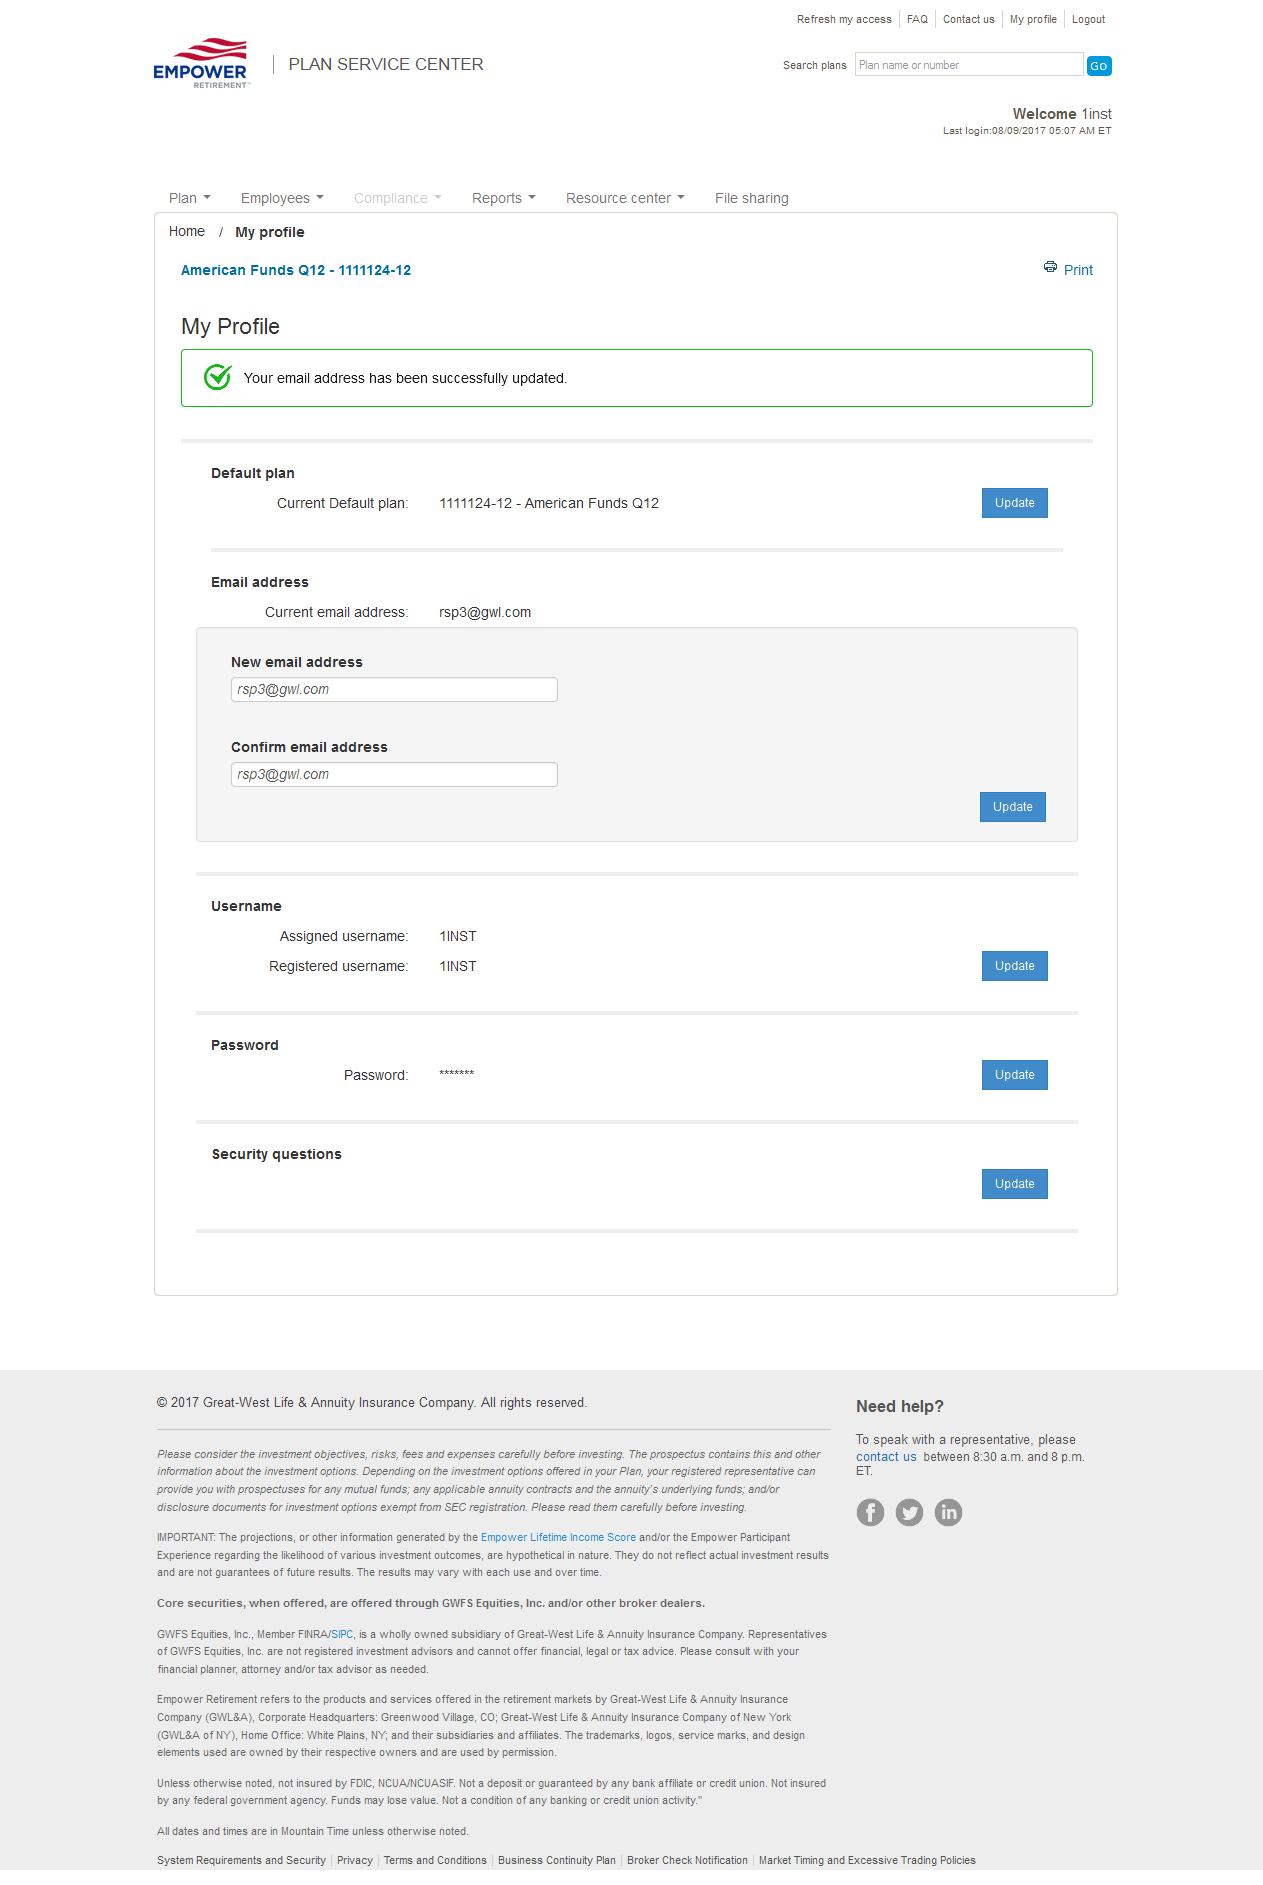 Refresh my access FAQ Contact us My profile Logout
EMPOWER
RETIREMENT™
PLAN SERVICE CENTER
Search plans Plan name or number Go
Welcome 1inst
Last login:08/09/2017 05:07 AM ET
Plan Employees Compliance Reports Resource center File sharing
Home / My profile
American Funds Q12 - 1111124-12
Print
My Profile
Your email address has been successfully updated.
Default plan
Current Default plan: 1111124-12 - American Funds Q12 Update
Email address
Current email address: rsp3@gwl.com
New email address
rsp3@gwl.com
Confirm email address
rsp3@gwl.com
Update
Username
Assigned username: 1INST
Registered username: 1INST Update
Password
Password: ******* Update
Security questions
Update
© 2017 Great-West Life & Annuity Insurance Company. All rights reserved.
Please consider the investment objectives, risks, fees and expenses carefully before investing. The prospectus contains this and other
information about the investment options. Depending on the investment options offered in your Plan, your registered representative can
provide you with prospectuses for any mutual funds; any applicable annuity contracts and the annuity's underlying funds; and/or
disclosure documents for investment options exempt from SEC registration. Please read them carefully before investing.
IMPORTANT: The projections, or other information generated by the Empower Lifetime Income Score and/or the Empower Participant
Experience regarding the likelihood of various investment outcomes, are hypothetical in nature. They do not reflect actual investment results
and are not guarantees of future results. The results may vary with each use and over time.
Core securities, when offered, are offered through GWFS Equities, Inc. and/or other broker dealers.
GWFS Equities, Inc., Member FINRA/SIPC, is a wholly owned subsidiary of Great-West Life & Annuity Insurance Company. Representatives
of GWFS Equities, Inc. are not registered investment advisors and cannot offer financial, legal or tax advice. Please consult with your
financial planner, attorney and/or tax advisor as needed.
Empower Retirement refers to the products and services offered in the retirement markets by Great-West Life & Annuity Insurance
Company (GWL&A), Corporate Headquarters: Greenwood Village, CO; Great-West Life & Annuity Insurance Company of New York
(GWL&A of NY), Home Office: White Plains, NY; and their subsidiaries and affiliates. The trademarks, logos, service marks, and design
elements used are owned by their respective owners and are used by permission.
Unless otherwise noted, not insured by FDIC, NCUA/NCUASIF. Not a deposit or guaranteed by any bank affiliate or credit union. Not insured
by any federal government agency. Funds may lose value. Not a condition of any banking or credit union activity."
All dates and times are in Mountain Time unless otherwise noted.
System Requirements and Security | Privacy | Terms and Conditions | Business Continuity Plan | Broker Check Notification | Market Timing and Excessive Trading Policies
Need help?
To speak with a representative, please
contact us between 8:30 a.m. and 8 p.m.
ET.